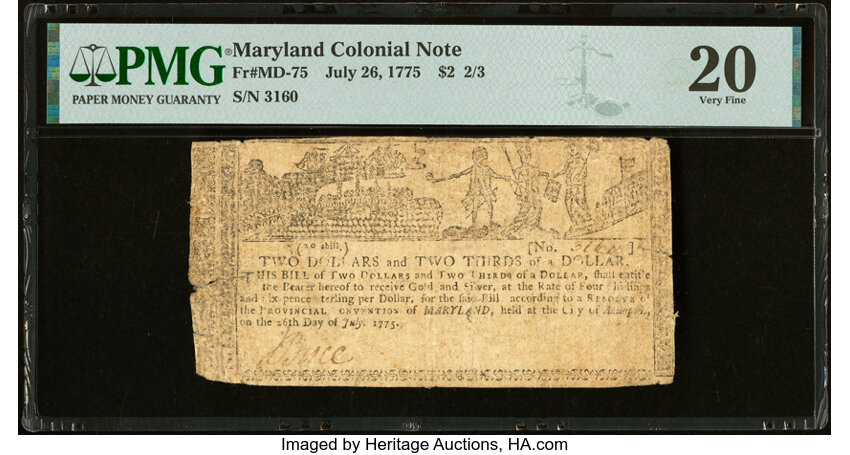 PMG
PAPER MONEY GUARANTY
®Maryland Colonial Note
Fr#MD-75 July 26, 1775 $2 2/3
S/N 3160
20
Very Fine
(20 shill.) [No. 3160]
TWO DOLLARS and TWO THIRDS of a DOLLAR.
THIS BILL of TWO DOLLARS and TWO THIRDS of a DOLLAR, shall entitle
the Bearer hereof to receive Gold and Silver, at the Rate of Four Shillings
and Six-pence Sterling per Dollar, for the said Bill according to a RESOLVE of
the PROVINCIAL CONVENTION of MARYLAND, held at the City of Annapolis,
on the 26th Day of July. 1775.
Imaged by Heritage Auctions, HA.com